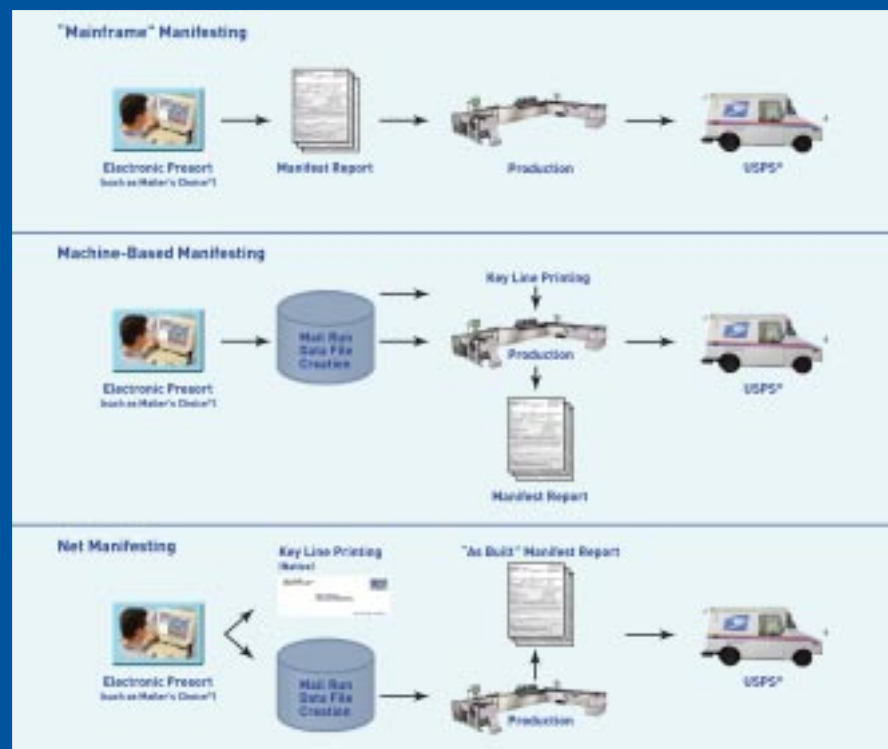 "Mainframe" Manifesting
Electronic Presort
(such as Mailer's Choice®)
Manifest Report
Production
USPS®
Machine-Based Manifesting
Key Line Printing
Mail Run
Data File
Creation
Electronic Presort
(such as Mailer's Choice®)
Production
USPS®
Manifest Report
Net Manifesting
Key Line Printing
(Native)
"As Built" Manifest Report
Electronic Presort
(such as Mailer's Choice®)
Mail Run
Data File
Creation
Production
USPS®